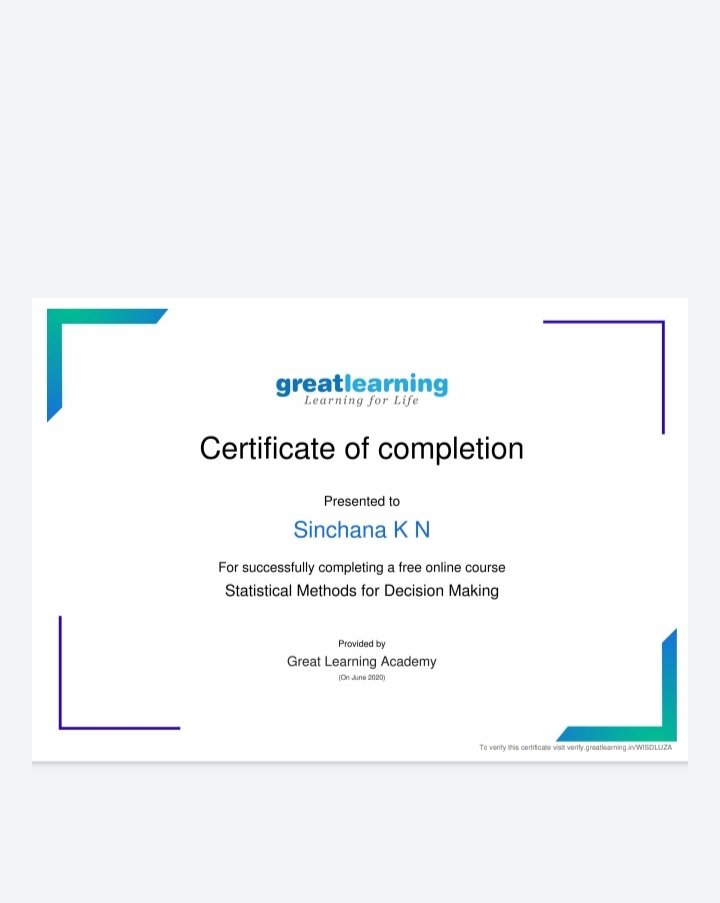 greatlearning
Learning for Life
Certificate of completion
Presented to
Sinchana K N
For successfully completing a free online course
Statistical Methods for Decision Making
Provided by
Great Learning Academy
(On June 2020)
To verify this certificate visit verify.greatlearning.in/WISDLUZA